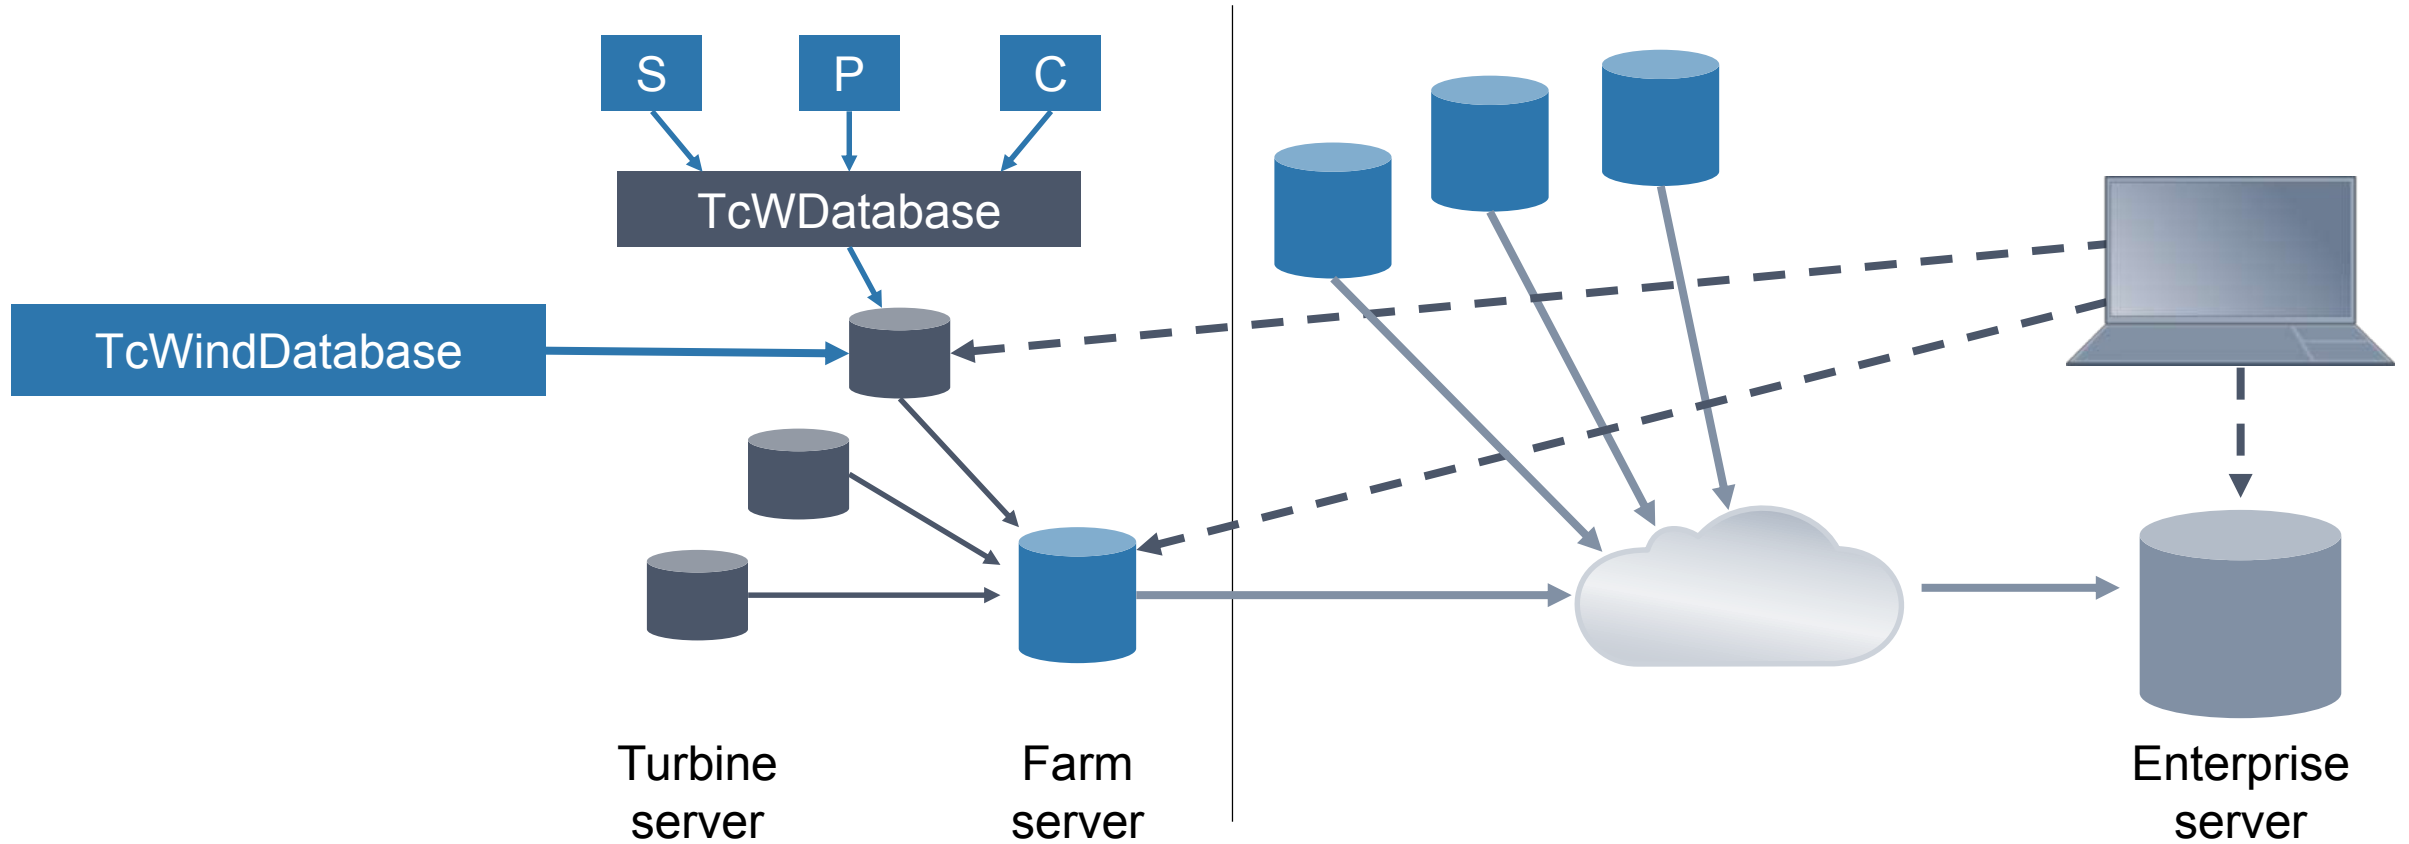 S
P
C
TcWDatabase
TcWindDatabase
Turbine
server
Farm
server
Enterprise
server